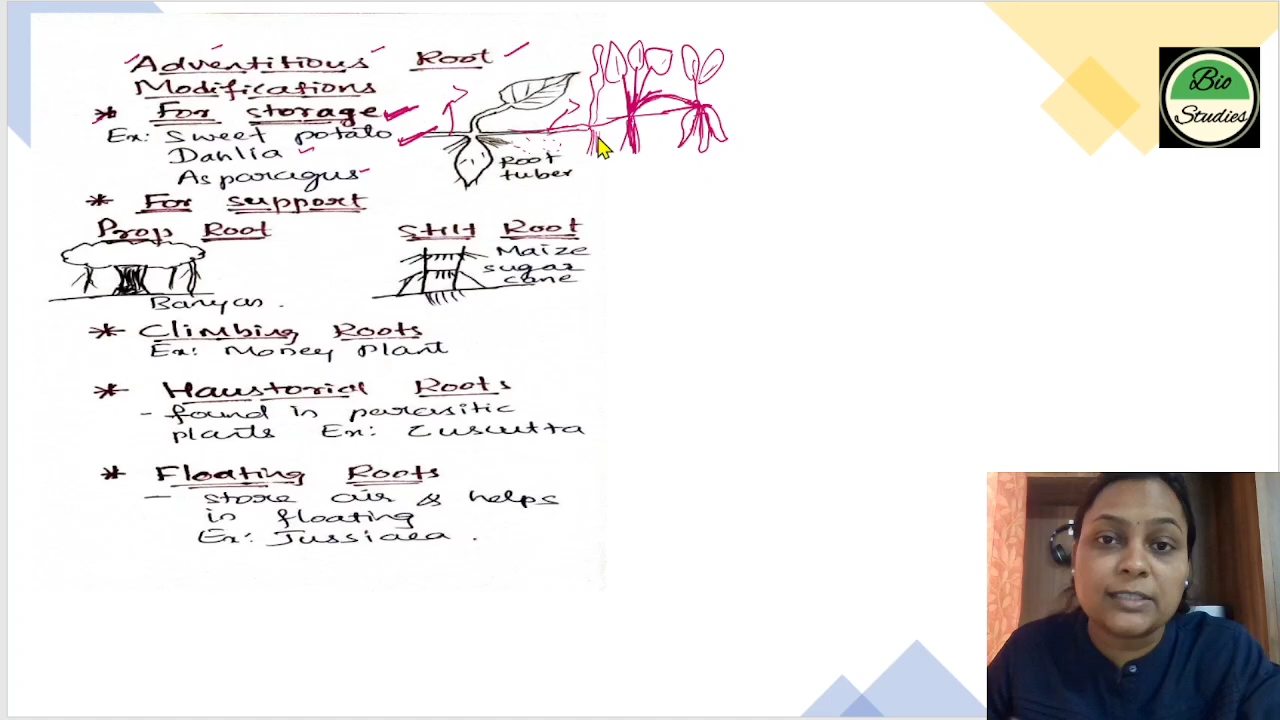 Adventitious Root
Modifications
* For storage
Ex: Sweet potato
Dahlia
Asparagus
Root
tuber
* For support
Prop Root
Stilt Root
Maize
sugar
cane
Banyan.
* Climbing Roots
Ex: Money plant
* Haustorial Roots
- found in parasitic
plants Ex: Cuscutta
* Floating Roots
- store air & helps
in floating
Ex: Jussiaea.
Bio
Studies